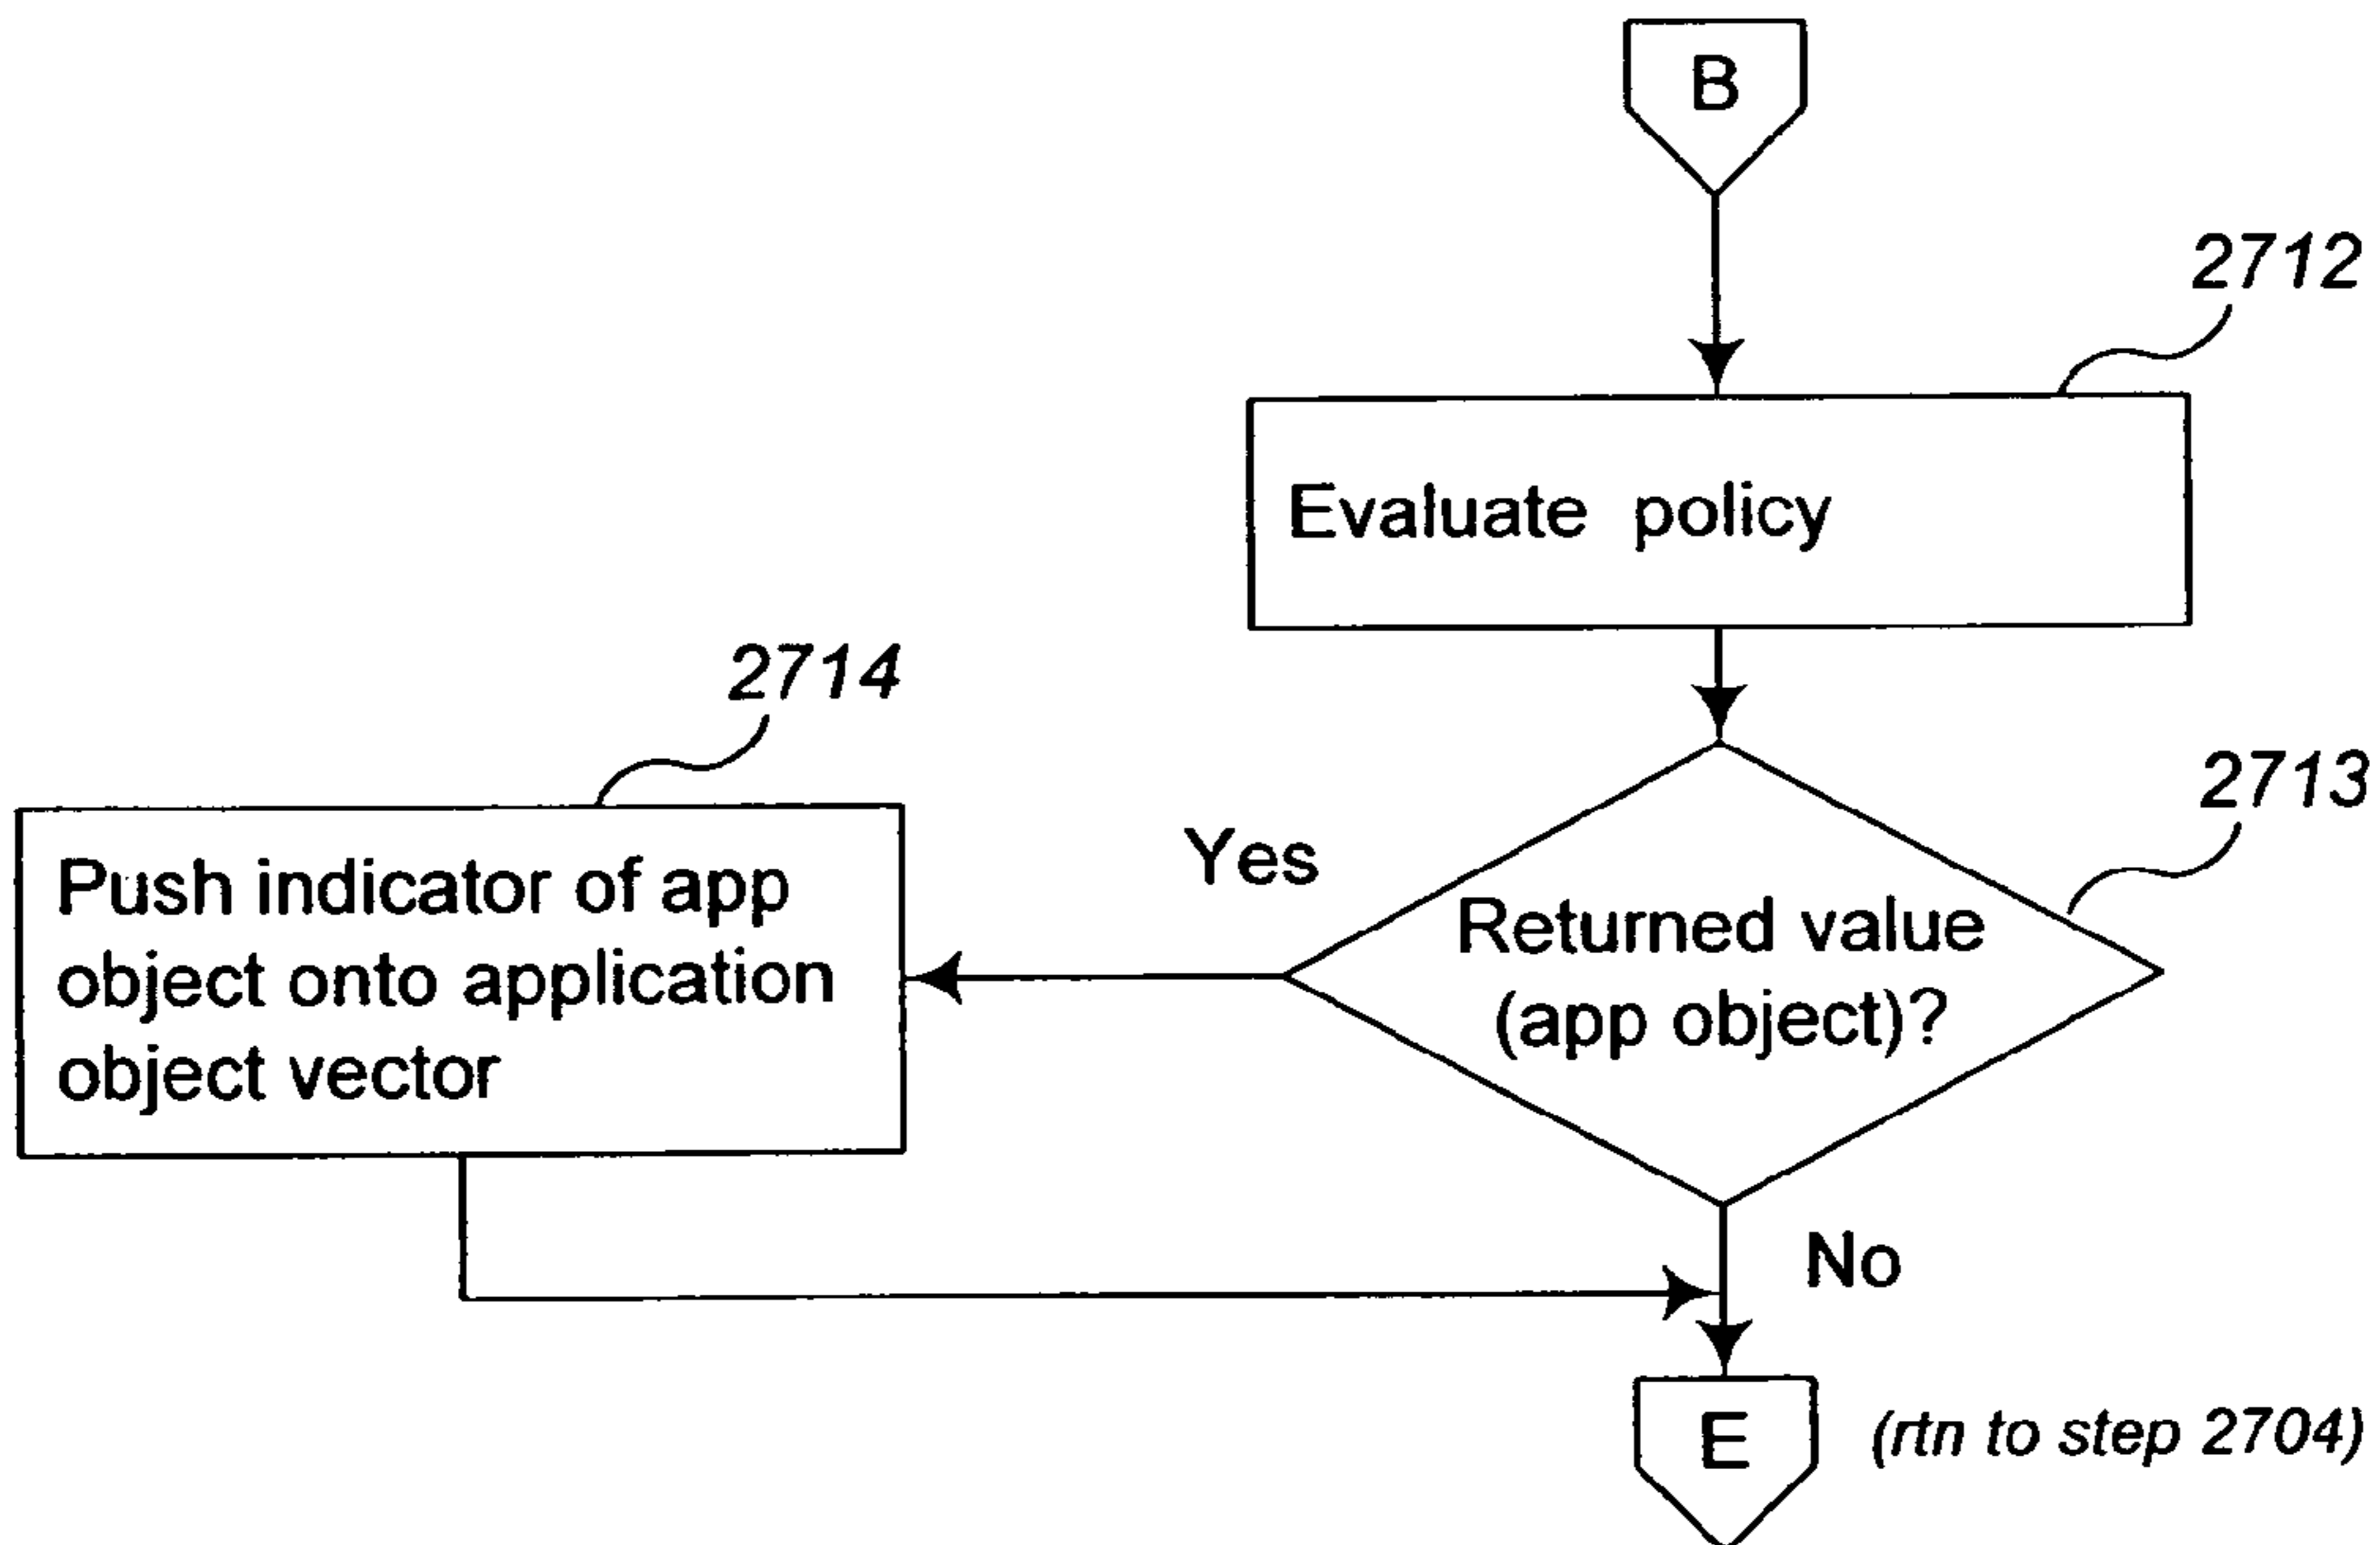 B
2712
Evaluate policy
2714
2713
Yes
Returned value
(app object)?
Push indicator of app
object onto application
object vector
No
E
(rtn to step 2704)